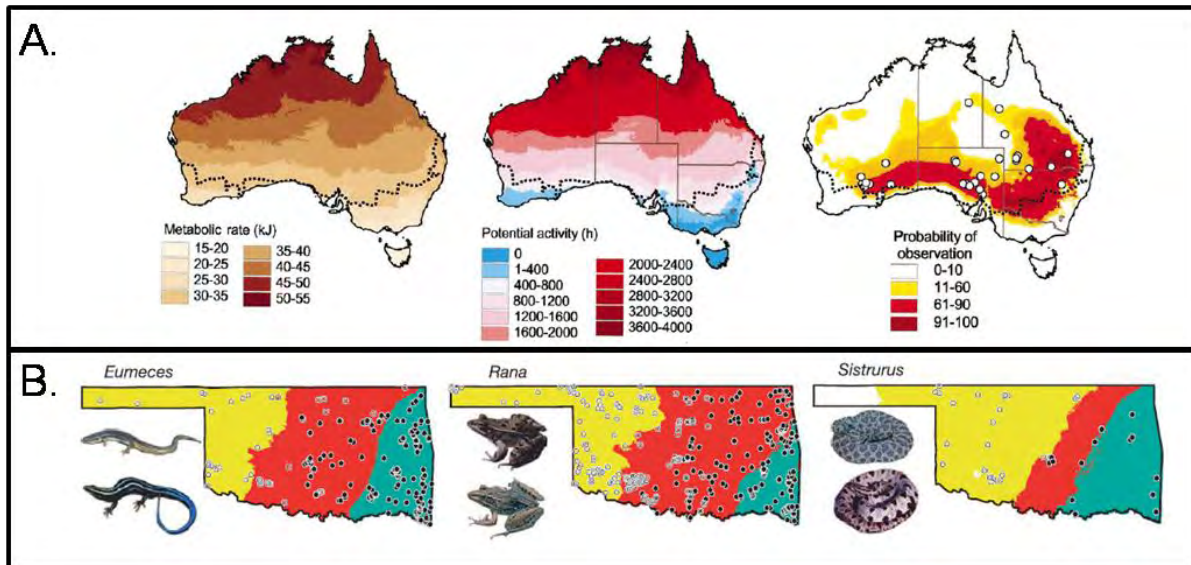 A.
Metabolic rate (kJ)
15-20
20-25
25-30
30-35
35-40
40-45
45-50
50-55
Potential activity (h)
0
1-400
400-800
800-1200
1200-1600
1600-2000
2000-2400
2400-2800
2800-3200
3200-3600
3600-4000
Probability of
observation
0-10
11-60
61-90
91-100
B.
Eumeces
Rana
Sistrurus